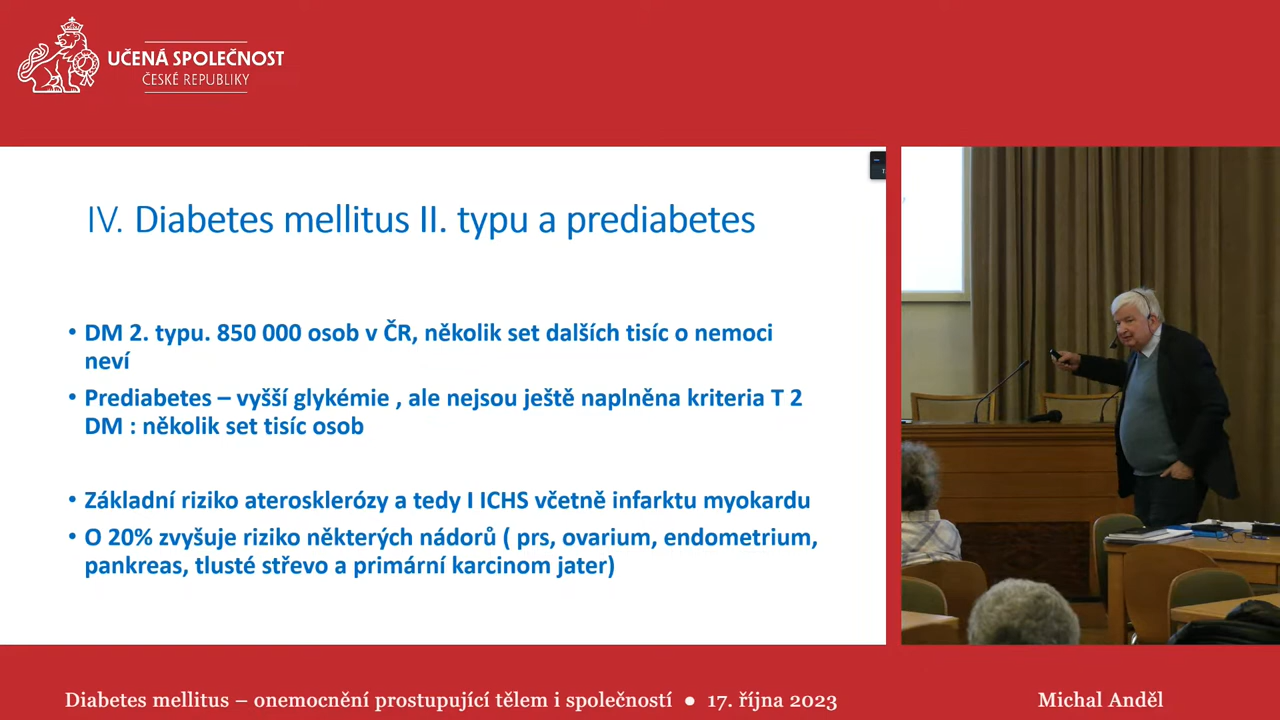 UČENÁ SPOLEČNOST
ČESKÉ REPUBLIKY
IV. Diabetes mellitus II. typu a prediabetes
• DM 2. typu. 850 000 osob v ČR, několik set dalších tisíc o nemoci
neví
• Prediabetes – vyšší glykémie , ale nejsou ještě naplněna kriteria T 2
DM : několik set tisíc osob
• Základní riziko aterosklerózy a tedy I ICHS včetně infarktu myokardu
• O 20% zvyšuje riziko některých nádorů ( prs, ovarium, endometrium,
pankreas, tlusté střevo a primární karcinom jater)
Diabetes mellitus – onemocnění prostupující tělem i společností ● 17. října 2023
Michal Anděl